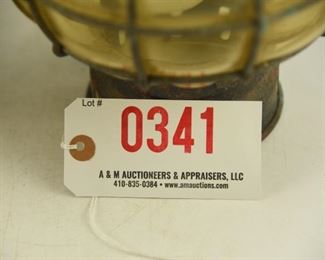 Lot #
0341
A & M AUCTIONEERS & APPRAISERS, LLC
410-835-0384 • www.amauctions.com